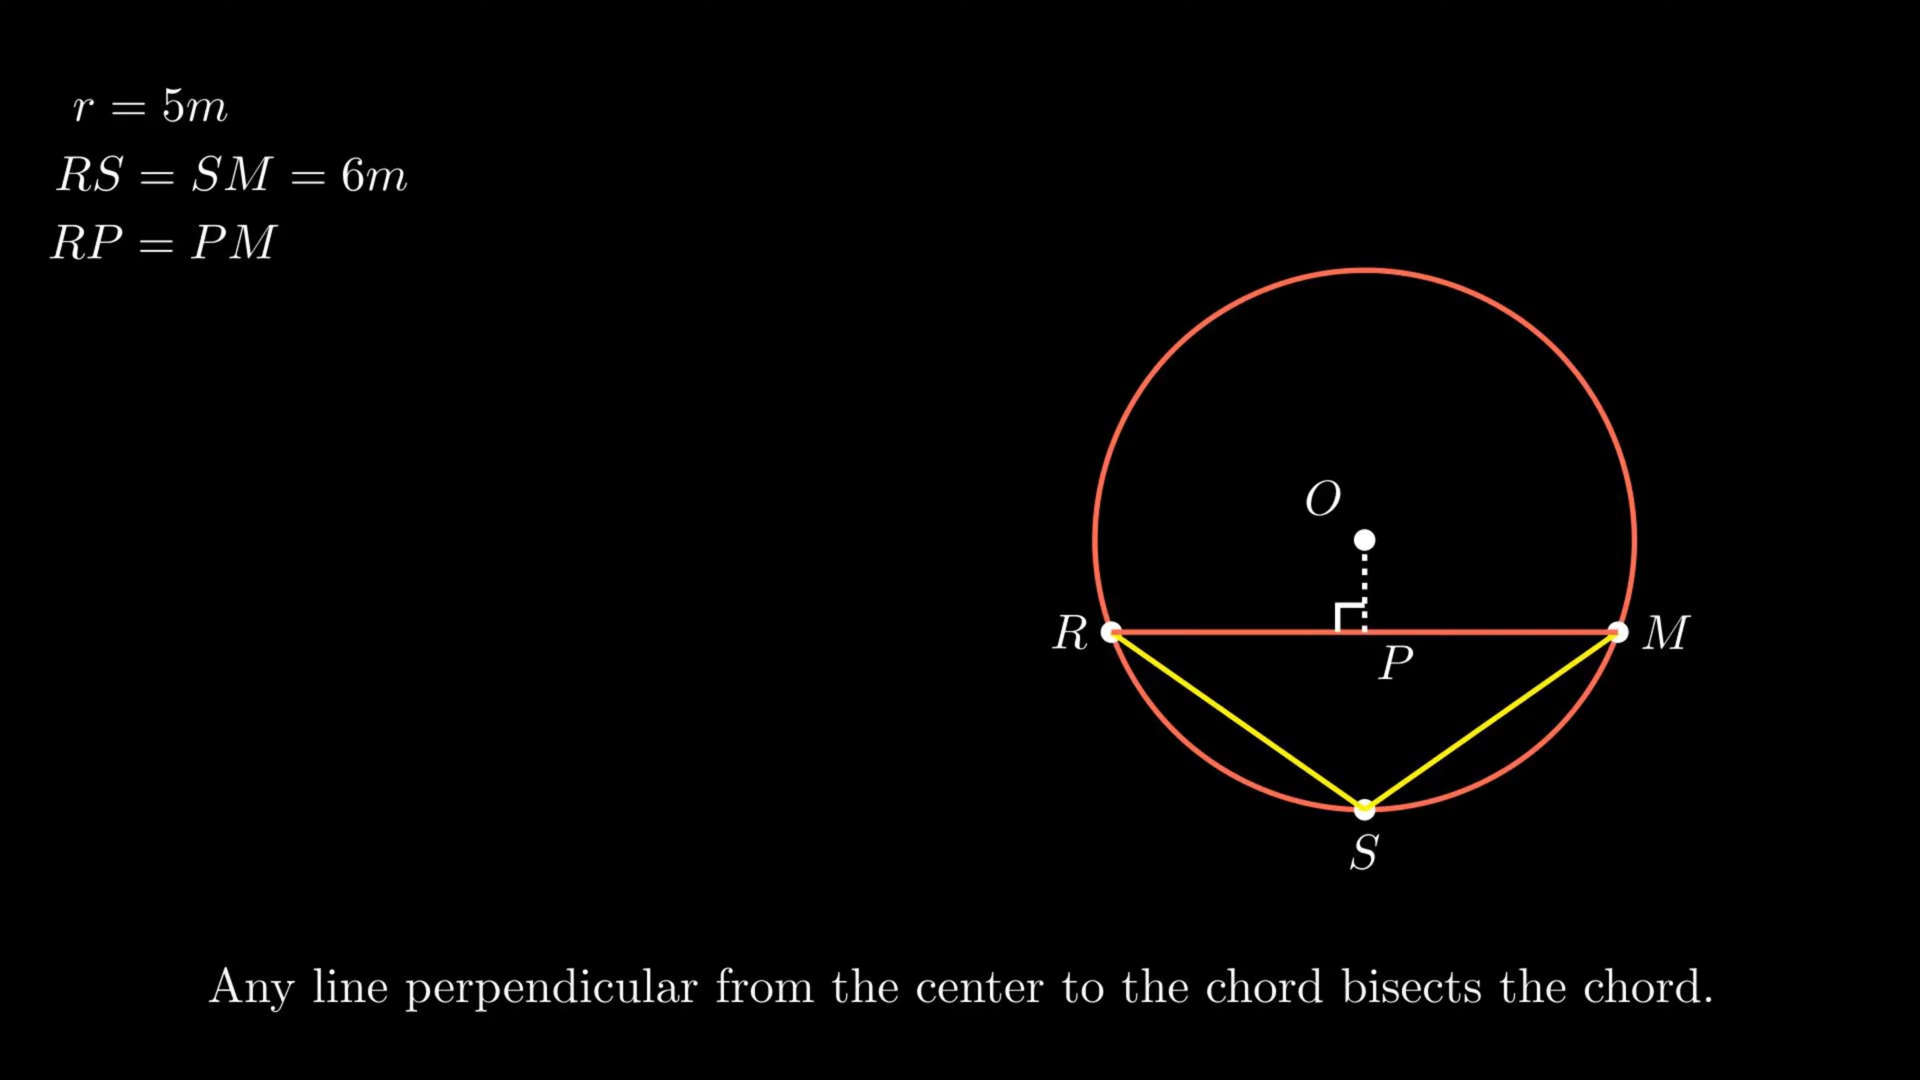 r = 5m
RS = SM = 6m
RP = PM
O
R
M
P
S
Any line perpendicular from the center to the chord bisects the chord.